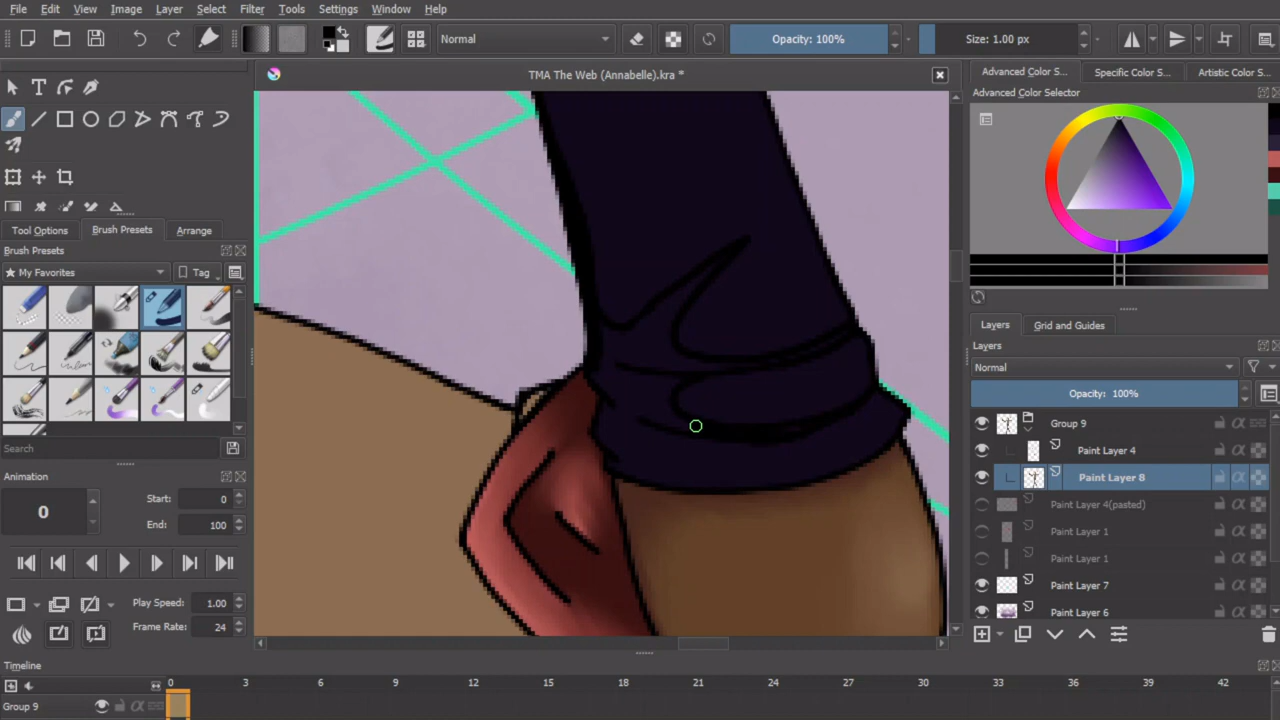 File Edit View Image Layer Select Filter Tools Settings Window Help
Normal Opacity: 100% Size: 1.00 px
TMA The Web (Annabelle).kra *
Advanced Color S... Specific Color S... Artistic Color S...
Advanced Color Selector
Tool Options Brush Presets Arrange
Brush Presets
★ My Favorites Tag
Search
Animation
0 Start: 0
End: 100
Play Speed: 1.00
Frame Rate: 24
Layers Grid and Guides
Layers
Normal
Opacity: 100%
Group 9
Paint Layer 4
Paint Layer 8
Paint Layer 4(pasted)
Paint Layer 1
Paint Layer 1
Paint Layer 7
Paint Layer 6
Timeline
0 3 6 9 12 15 18 21 24 27 30 33 36 39 42
Group 9